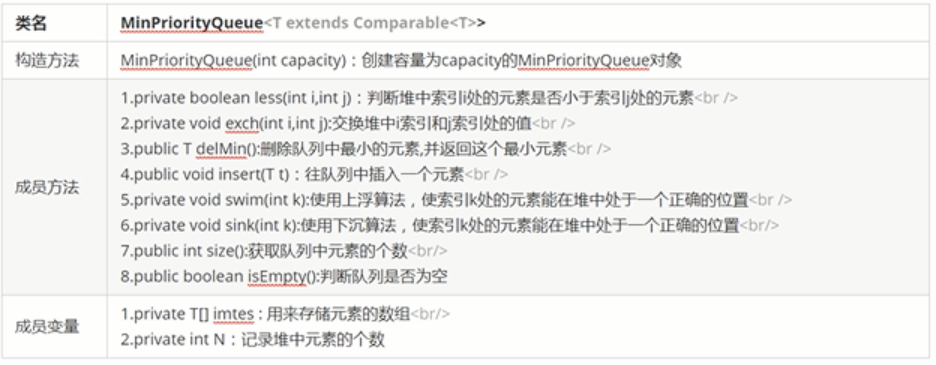 类名 MinPriorityQueue<T extends Comparable<T>>
构造方法 MinPriorityQueue(int capacity)：创建容量为capacity的MinPriorityQueue对象
1.private boolean less(int i,int j)：判断堆中索引i处的元素是否小于索引j处的元素<br />
2.private void exch(int i,int j):交换堆中i索引和j索引处的值<br />
3.public T delMin():删除队列中最小的元素,并返回这个最小元素<br />
4.public void insert(T t)：往队列中插入一个元素<br />
成员方法 5.private void swim(int k):使用上浮算法，使索引k处的元素能在堆中处于一个正确的位置<br />
6.private void sink(int k):使用下沉算法，使索引k处的元素能在堆中处于一个正确的位置<br/>
7.public int size():获取队列中元素的个数<br/>
8.public boolean isEmpty():判断队列是否为空
成员变量 1.private T[] imtes : 用来存储元素的数组<br/>
2.private int N：记录堆中元素的个数